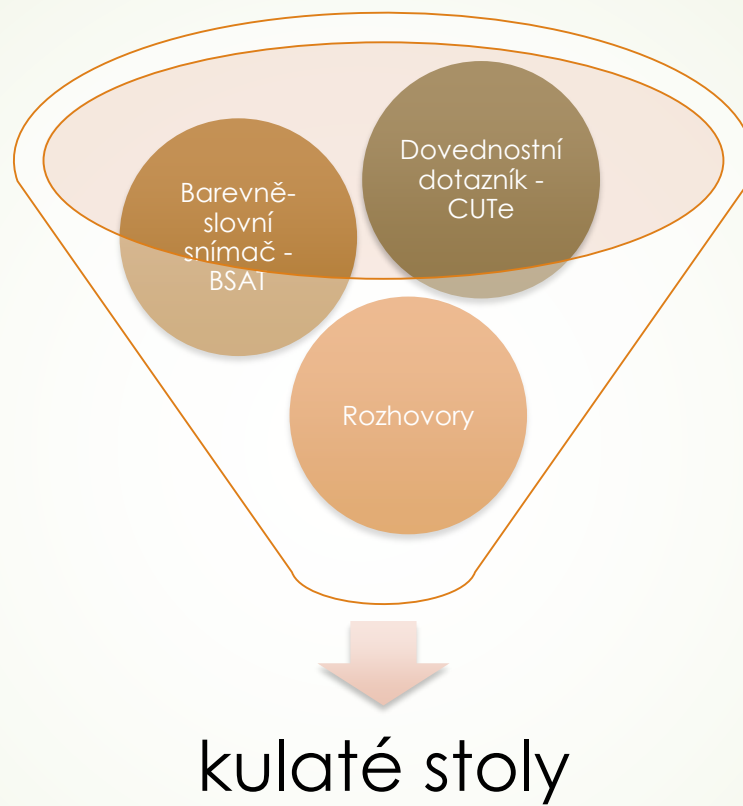 Dovednostní
dotazník -
CUTe
Barevně-
slovní
snímač -
BSAT
Rozhovory
kulaté stoly